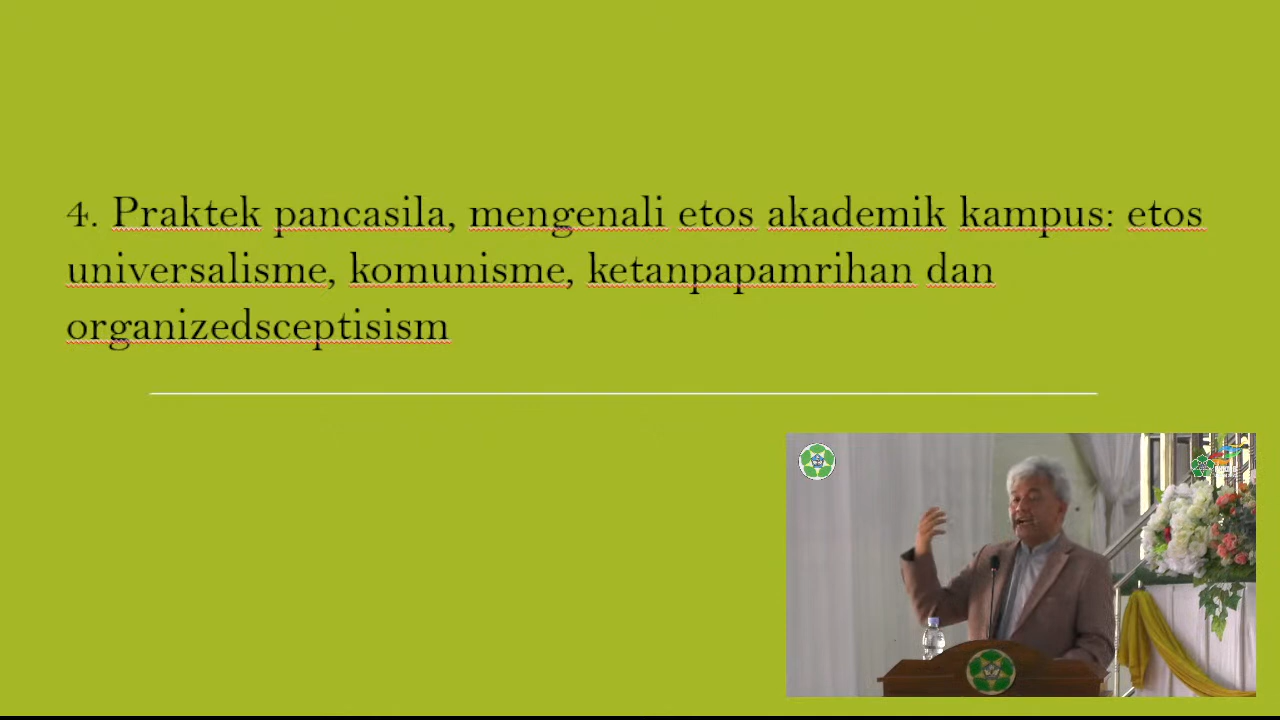 4. Praktek pancasila, mengenali etos akademik kampus: etos
universalisme, komunisme, ketanpapamrihan dan
organizedsceptisism